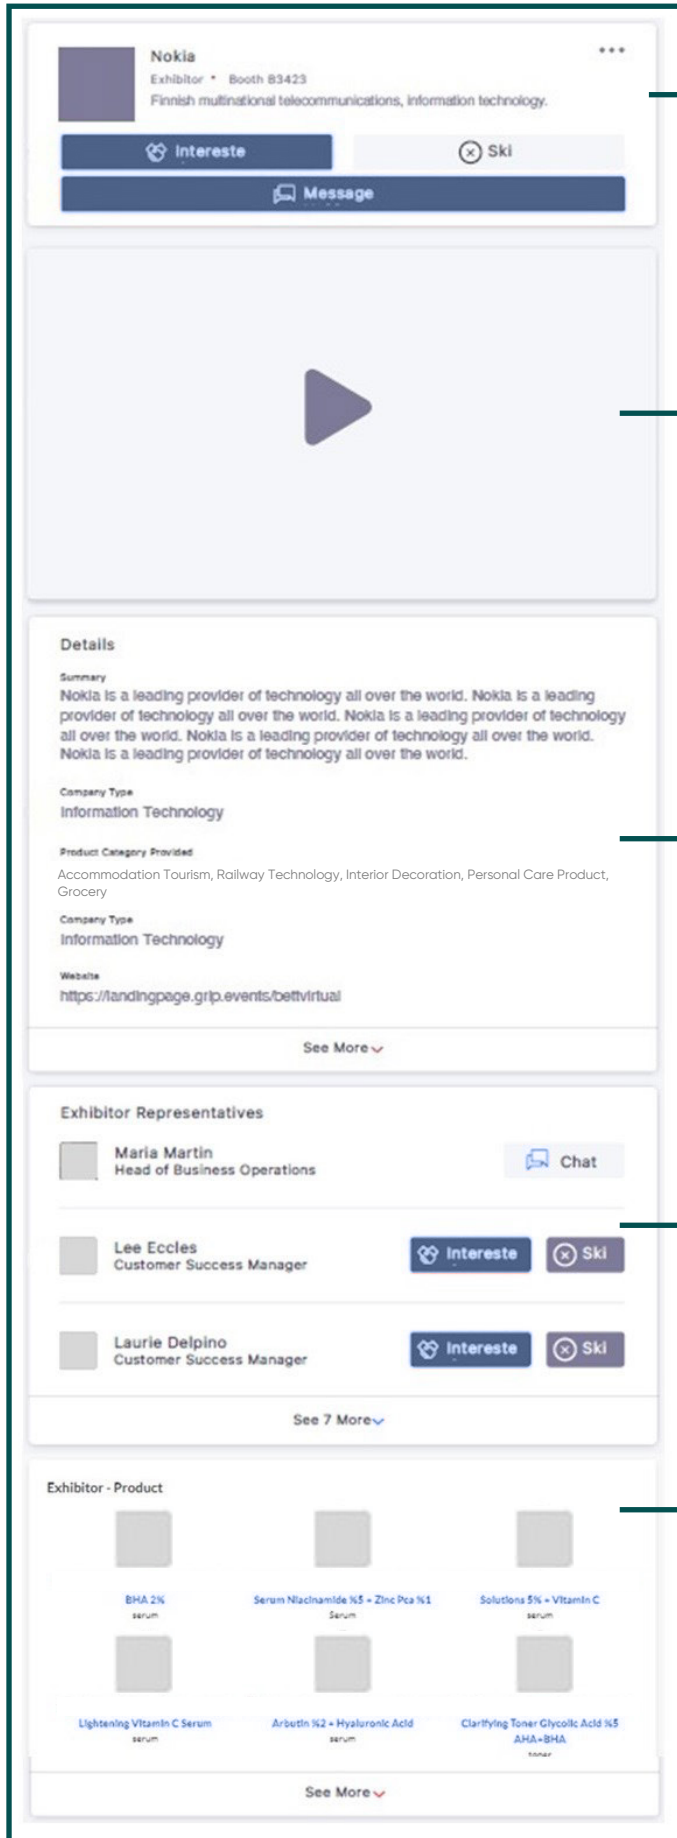 Nokia
Exhibitor • Booth B3423
Finnish multinational telecommunications, information technology.
Intereste
Ski
Message
Details
Summary
Nokia is a leading provider of technology all over the world. Nokia is a leading
provider of technology all over the world. Nokia is a leading provider of technology
all over the world. Nokia is a leading provider of technology all over the world.
Nokia is a leading provider of technology all over the world.
Company Type
Information Technology
Product Category Provided
Accommodation Tourism, Railway Technology, Interior Decoration, Personal Care Product,
Grocery
Company Type
Information Technology
Website
https://landingpage.grip.events/bettvirtual
See More
Exhibitor Representatives
Maria Martin
Head of Business Operations
Chat
Lee Eccles
Customer Success Manager
Intereste
Ski
Laurie Delpino
Customer Success Manager
Intereste
Ski
See 7 More
Exhibitor - Product
BHA 2%
serum
Serum Niacinamide %5 + Zinc Pca %1
Serum
Solutions 5% + Vitamin C
serum
Lightening Vitamin C Serum
serum
Arbutin %2 + Hyaluronic Acid
serum
Clarifying Toner Glycolic Acid %5
AHA+BHA
toner
See More